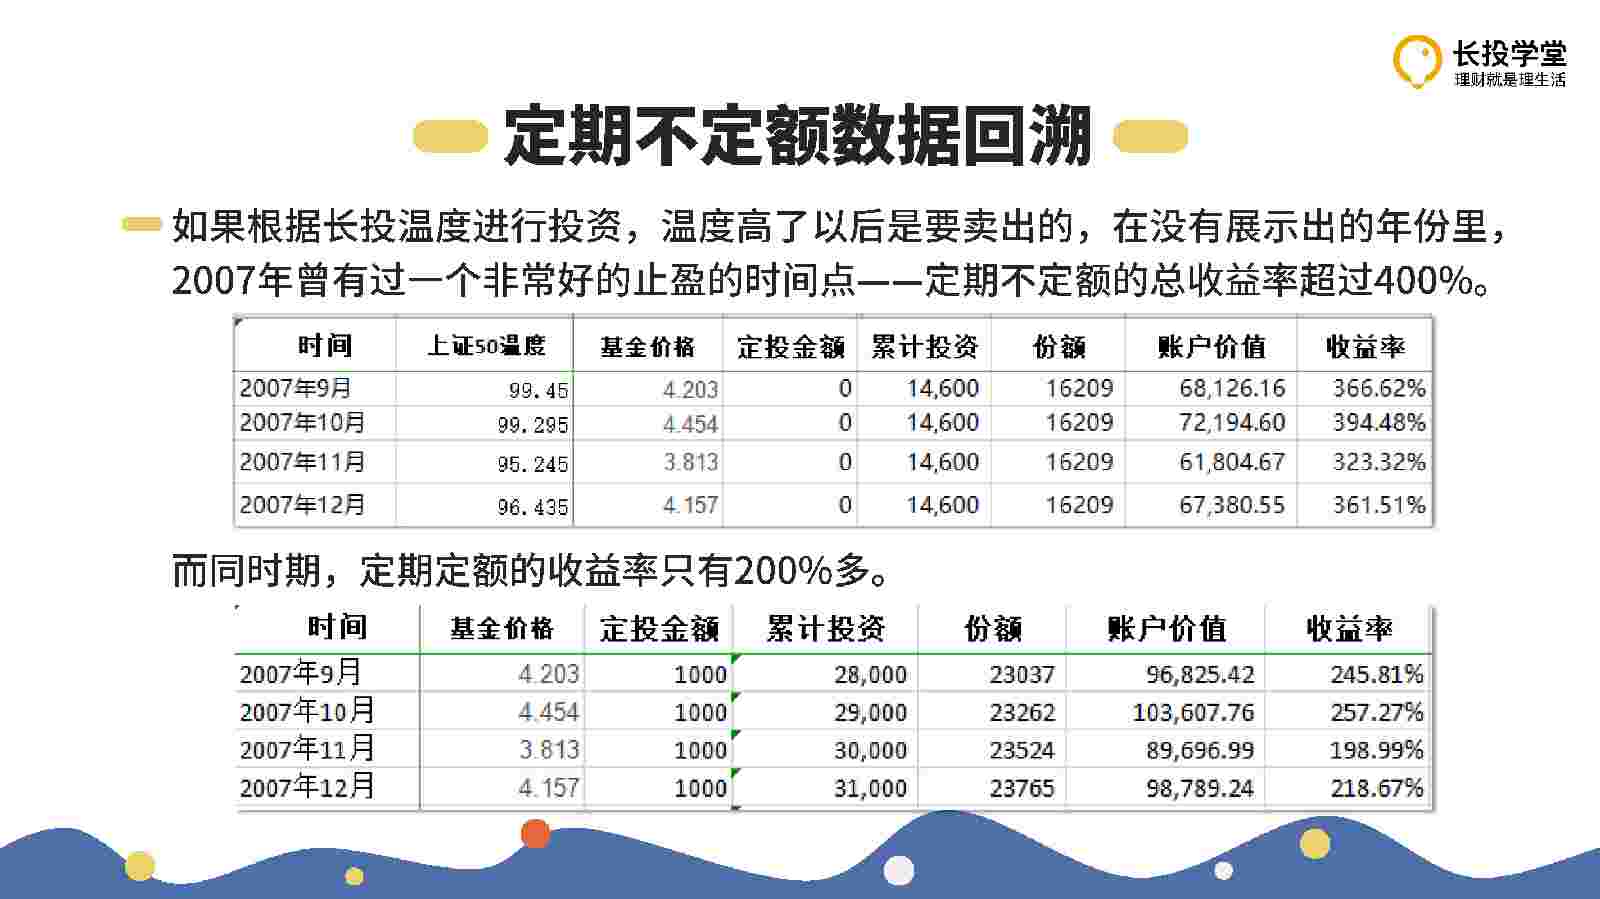 长投学堂
理财就是理生活
定期不定额数据回溯
如果根据长投温度进行投资，温度高了以后是要卖出的，在没有展示出的年份里，
2007年曾有过一个非常好的止盈的时间点——定期不定额的总收益率超过400%。
时间 上证50温度 基金价格 定投金额 累计投资 份额 账户价值 收益率
2007年9月 99.45 4.203 0 14,600 16209 68,126.16 366.62%
2007年10月 99.295 4.454 0 14,600 16209 72,194.60 394.48%
2007年11月 95.245 3.813 0 14,600 16209 61,804.67 323.32%
2007年12月 96.435 4.157 0 14,600 16209 67,380.55 361.51%
而同时期，定期定额的收益率只有200%多。
时间 基金价格 定投金额 累计投资 份额 账户价值 收益率
2007年9月 4.203 1000 28,000 23037 96,825.42 245.81%
2007年10月 4.454 1000 29,000 23262 103,607.76 257.27%
2007年11月 3.813 1000 30,000 23524 89,696.99 198.99%
2007年12月 4.157 1000 31,000 23765 98,789.24 218.67%